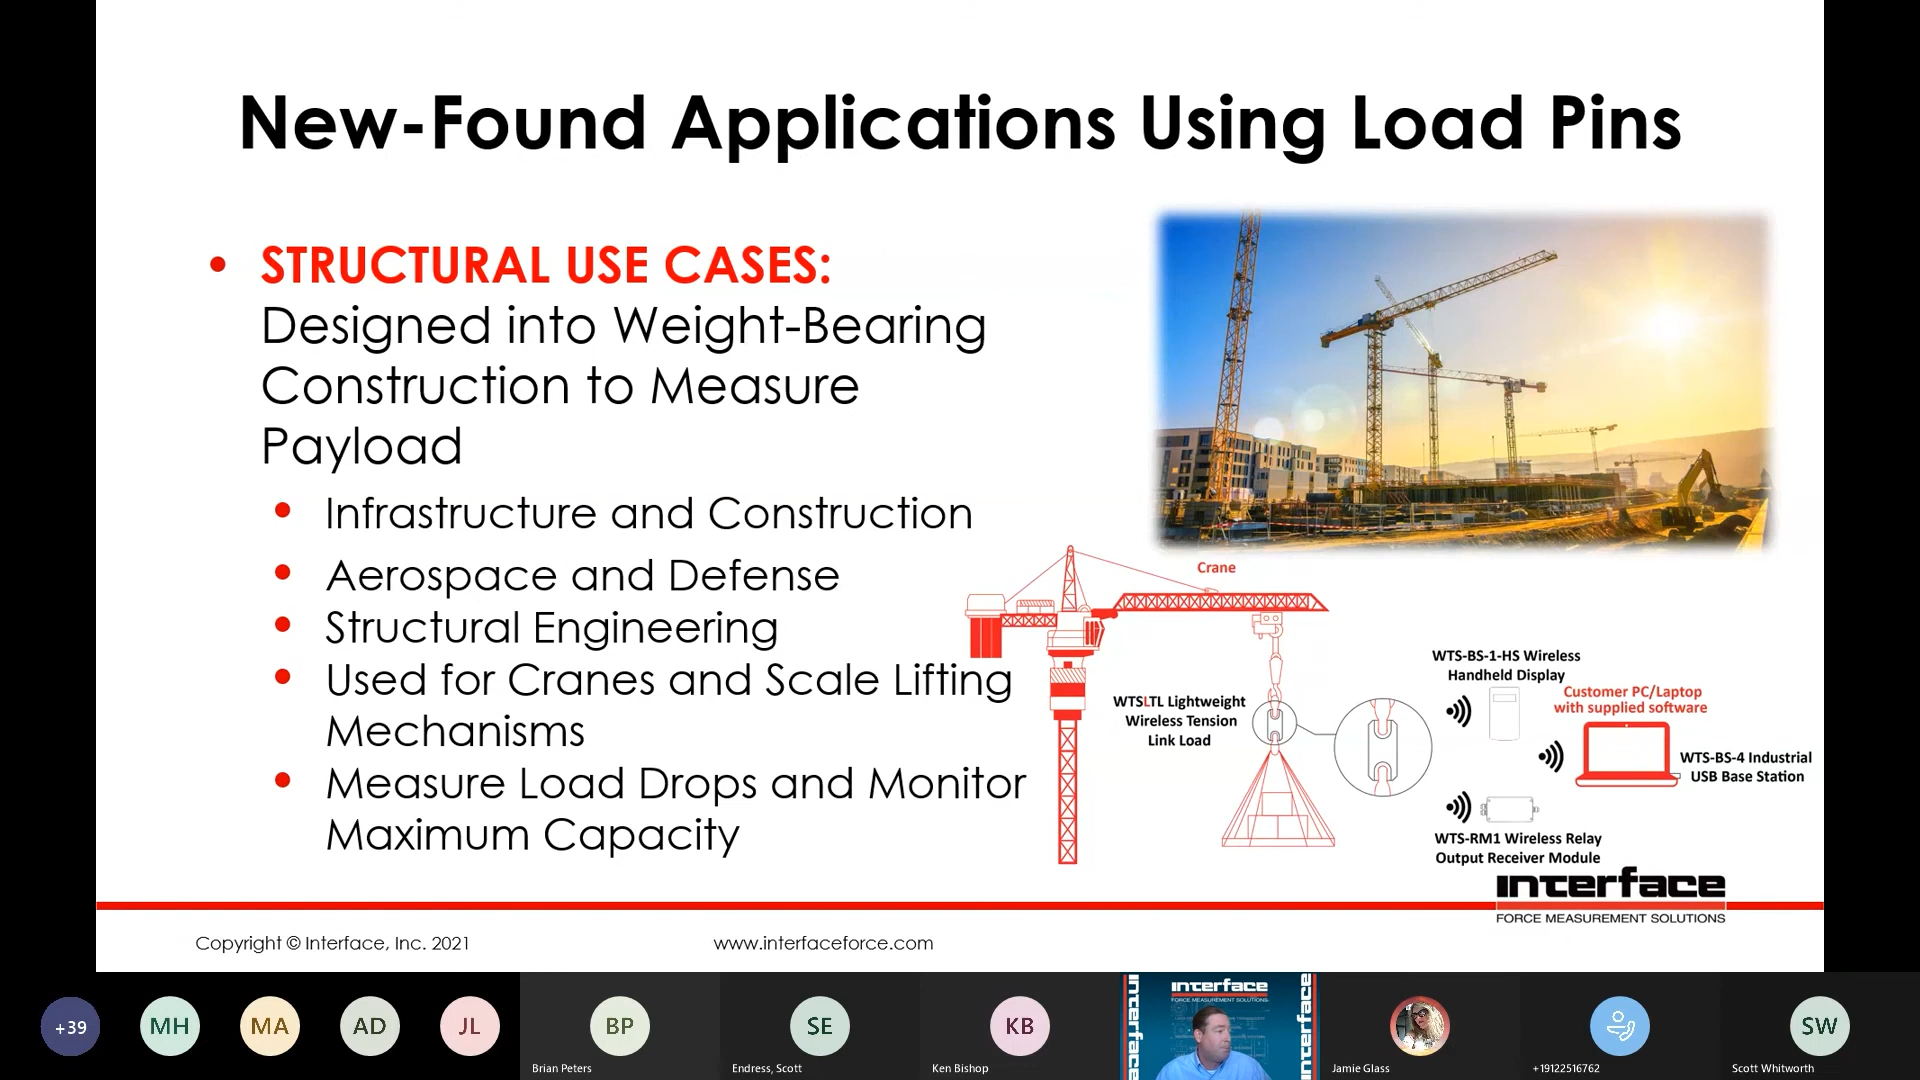 New-Found Applications Using Load Pins
• STRUCTURAL USE CASES:
Designed into Weight-Bearing
Construction to Measure
Payload
• Infrastructure and Construction
• Aerospace and Defense
• Structural Engineering
• Used for Cranes and Scale Lifting
Mechanisms
• Measure Load Drops and Monitor
Maximum Capacity
Crane
WTSLTL Lightweight
Wireless Tension
Link Load
WTS-BS-1-HS Wireless
Handheld Display
Customer PC/Laptop
with supplied software
WTS-BS-4 Industrial
USB Base Station
WTS-RM1 Wireless Relay
Output Receiver Module
interface
FORCE MEASUREMENT SOLUTIONS
Copyright © Interface, Inc. 2021
www.interfaceforce.com
+39
MH
MA
AD
JL
BP
Brian Peters
SE
Endress, Scott
KB
Ken Bishop
interface
interface
FORCE MEASUREMENT SOLUTIONS
interface
Jamie Glass
+19122516762
SW
Scott Whitworth